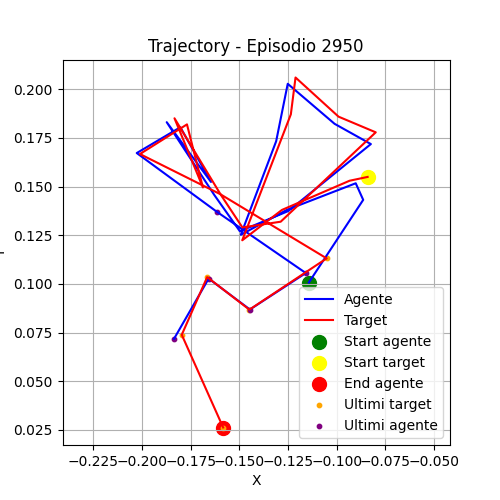 Trajectory - Episodio 2950
0.200
0.175
0.150
0.125
0.100
0.075
0.050
0.025
Agente
Target
Start agente
Start target
End agente
Ultimi target
Ultimi agente
−0.225−0.200−0.175−0.150−0.125−0.100−0.075−0.050
X